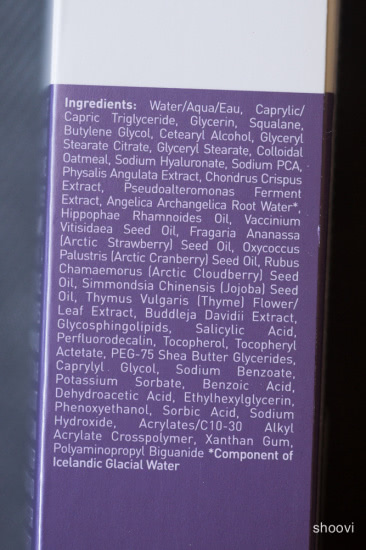 Ingredients: Water/Aqua/Eau, Caprylic/
Capric Triglyceride, Glycerin, Squalane,
Butylene Glycol, Cetearyl Alcohol, Glyceryl
Stearate Citrate, Glyceryl Stearate, Colloidal
Oatmeal, Sodium Hyaluronate, Sodium PCA,
Physalis Angulata Extract, Chondrus Crispus
Extract, Pseudoalteromonas Ferment
Extract, Angelica Archangelica Root Water*,
Hippophae Rhamnoides Oil, Vaccinium
Vitisidaea Seed Oil, Fragaria Ananassa
(Arctic Strawberry) Seed Oil, Oxycoccus
Palustris (Arctic Cranberry) Seed Oil, Rubus
Chamaemorus (Arctic Cloudberry) Seed
Oil, Simmondsia Chinensis (Jojoba) Seed
Oil, Thymus Vulgaris (Thyme) Flower/
Leaf Extract, Buddleja Davidii Extract,
Glycosphingolipids, Salicylic Acid,
Perfluorodecalin, Tocopherol, Tocopheryl
Actetate, PEG-75 Shea Butter Glycerides,
Caprylyl Glycol, Sodium Benzoate,
Potassium Sorbate, Benzoic Acid,
Dehydroacetic Acid, Ethylhexylglycerin,
Phenoxyethanol, Sorbic Acid, Sodium
Hydroxide, Acrylates/C10-30 Alkyl
Acrylate Crosspolymer, Xanthan Gum,
Polyaminopropyl Biguanide *Component of
Icelandic Glacial Water
shoovi